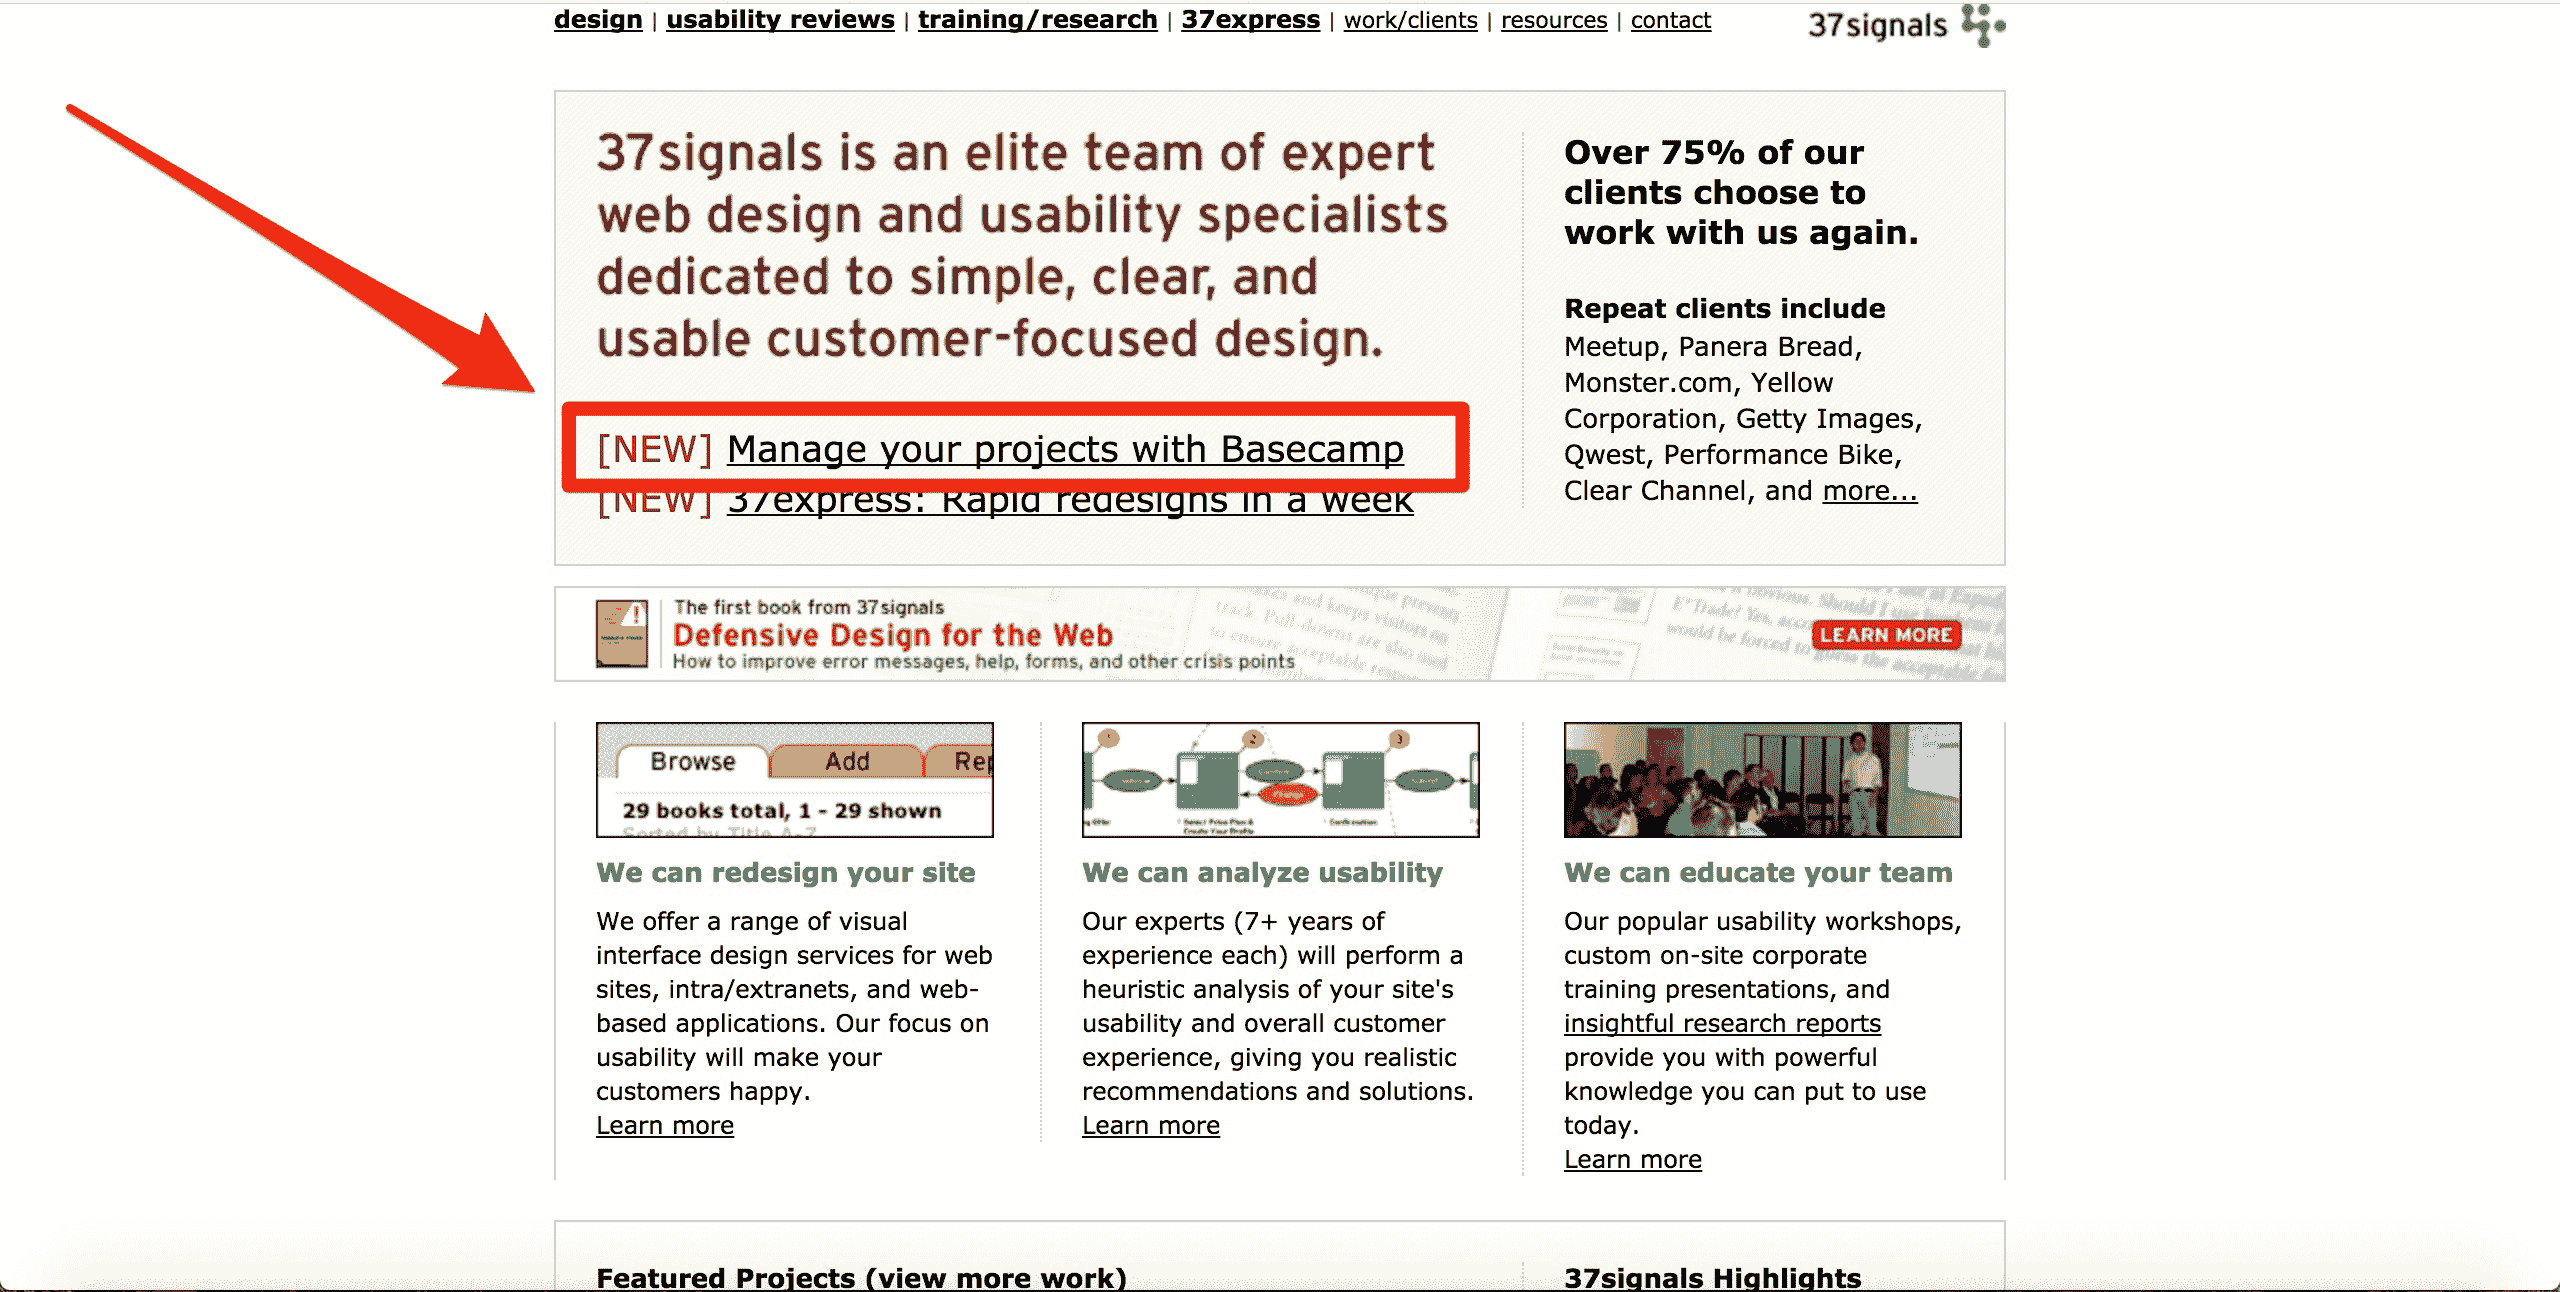 design | usability reviews | training/research | 37express | work/clients | resources | contact
37signals
37signals is an elite team of expert
web design and usability specialists
dedicated to simple, clear, and
usable customer-focused design.
[NEW] Manage your projects with Basecamp
[NEW] 37express: Rapid redesigns in a week
Over 75% of our
clients choose to
work with us again.
Repeat clients include
Meetup, Panera Bread,
Monster.com, Yellow
Corporation, Getty Images,
Qwest, Performance Bike,
Clear Channel, and more...
The first book from 37signals
Defensive Design for the Web
How to improve error messages, help, forms, and other crisis points
LEARN MORE
Browse Add
29 books total, 1 - 29 shown
Sorted by Title A-Z
We can redesign your site
We offer a range of visual
interface design services for web
sites, intra/extranets, and web-
based applications. Our focus on
usability will make your
customers happy.
Learn more
1 2 3
We can analyze usability
Our experts (7+ years of
experience each) will perform a
heuristic analysis of your site's
usability and overall customer
experience, giving you realistic
recommendations and solutions.
Learn more
We can educate your team
Our popular usability workshops,
custom on-site corporate
training presentations, and
insightful research reports
provide you with powerful
knowledge you can put to use
today.
Learn more
Featured Projects (view more work)
37signals Highlights